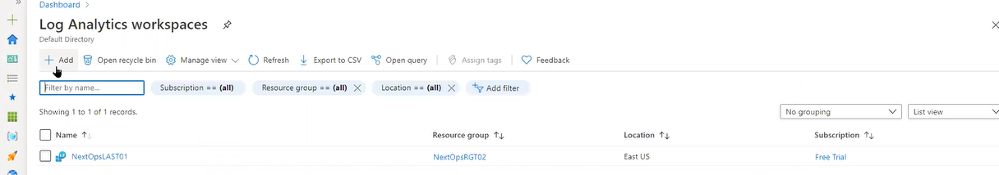 Dashboard >
Log Analytics workspaces
Default Directory
Add Open recycle bin Manage view Refresh Export to CSV Open query Assign tags Feedback
Filter by name... Subscription == (all) Resource group == (all) Location == (all) Add filter
Showing 1 to 1 of 1 records. No grouping List view
Name Resource group Location Subscription
NextOpsLAST01 NextOpsRGT02 East US Free Trial